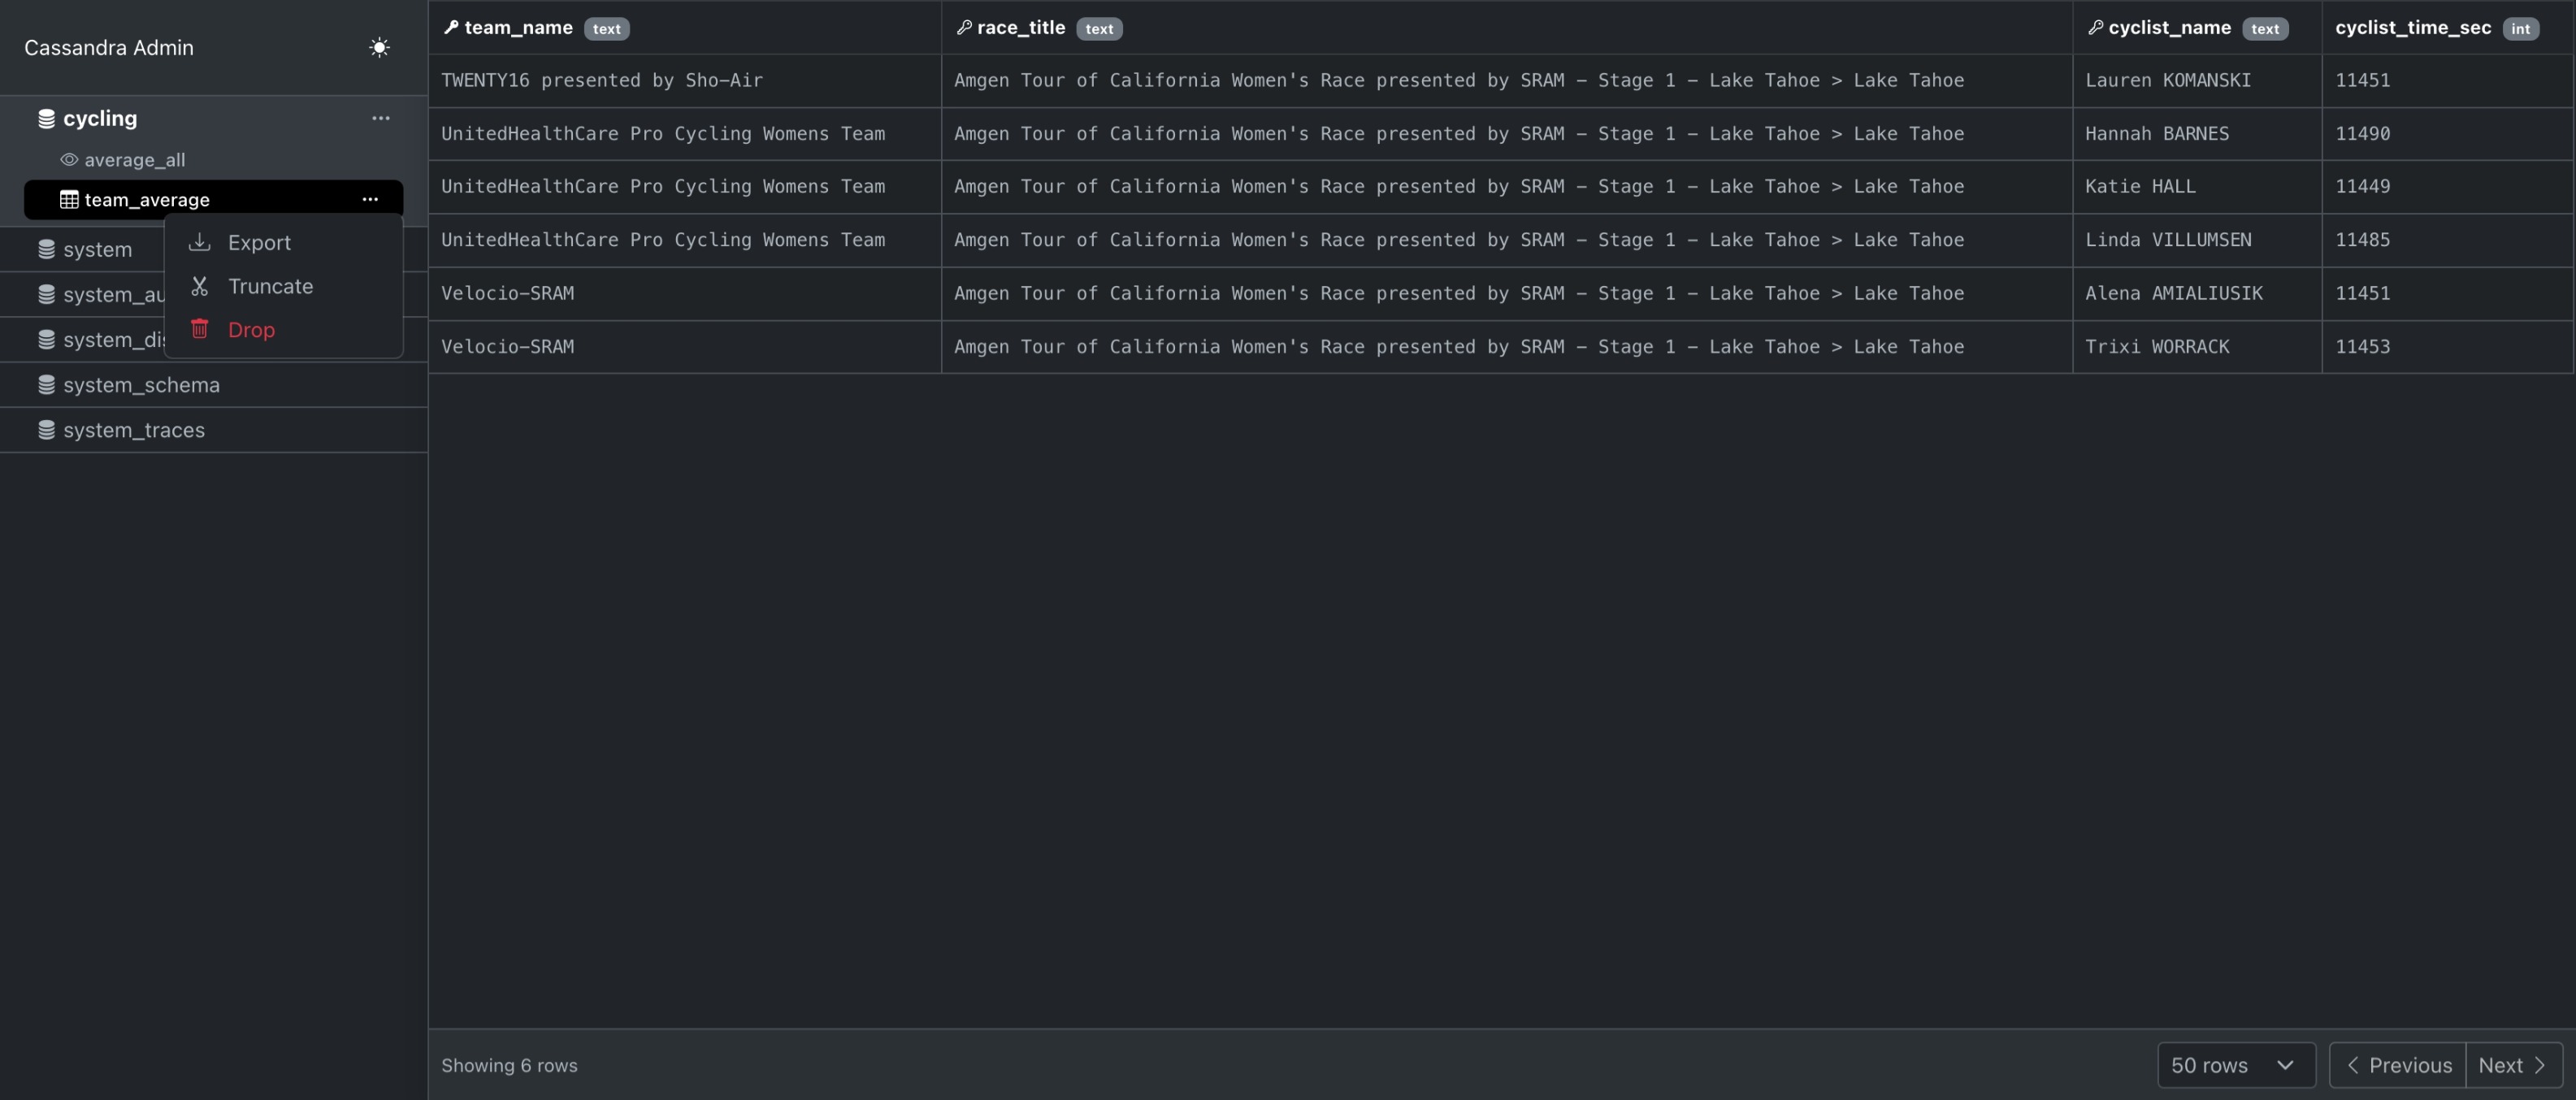 Cassandra Admin
cycling
average_all
team_average
Export
Truncate
Drop
system
system_au
system_dis
system_schema
system_traces
team_name text race_title text cyclist_name text cyclist_time_sec int
TWENTY16 presented by Sho-Air Amgen Tour of California Women's Race presented by SRAM - Stage 1 - Lake Tahoe > Lake Tahoe Lauren KOMANSKI 11451
UnitedHealthCare Pro Cycling Womens Team Amgen Tour of California Women's Race presented by SRAM - Stage 1 - Lake Tahoe > Lake Tahoe Hannah BARNES 11490
UnitedHealthCare Pro Cycling Womens Team Amgen Tour of California Women's Race presented by SRAM - Stage 1 - Lake Tahoe > Lake Tahoe Katie HALL 11449
UnitedHealthCare Pro Cycling Womens Team Amgen Tour of California Women's Race presented by SRAM - Stage 1 - Lake Tahoe > Lake Tahoe Linda VILLUMSEN 11485
Velocio-SRAM Amgen Tour of California Women's Race presented by SRAM - Stage 1 - Lake Tahoe > Lake Tahoe Alena AMIALIUSIK 11451
Velocio-SRAM Amgen Tour of California Women's Race presented by SRAM - Stage 1 - Lake Tahoe > Lake Tahoe Trixi WORRACK 11453
Showing 6 rows 50 rows Previous Next